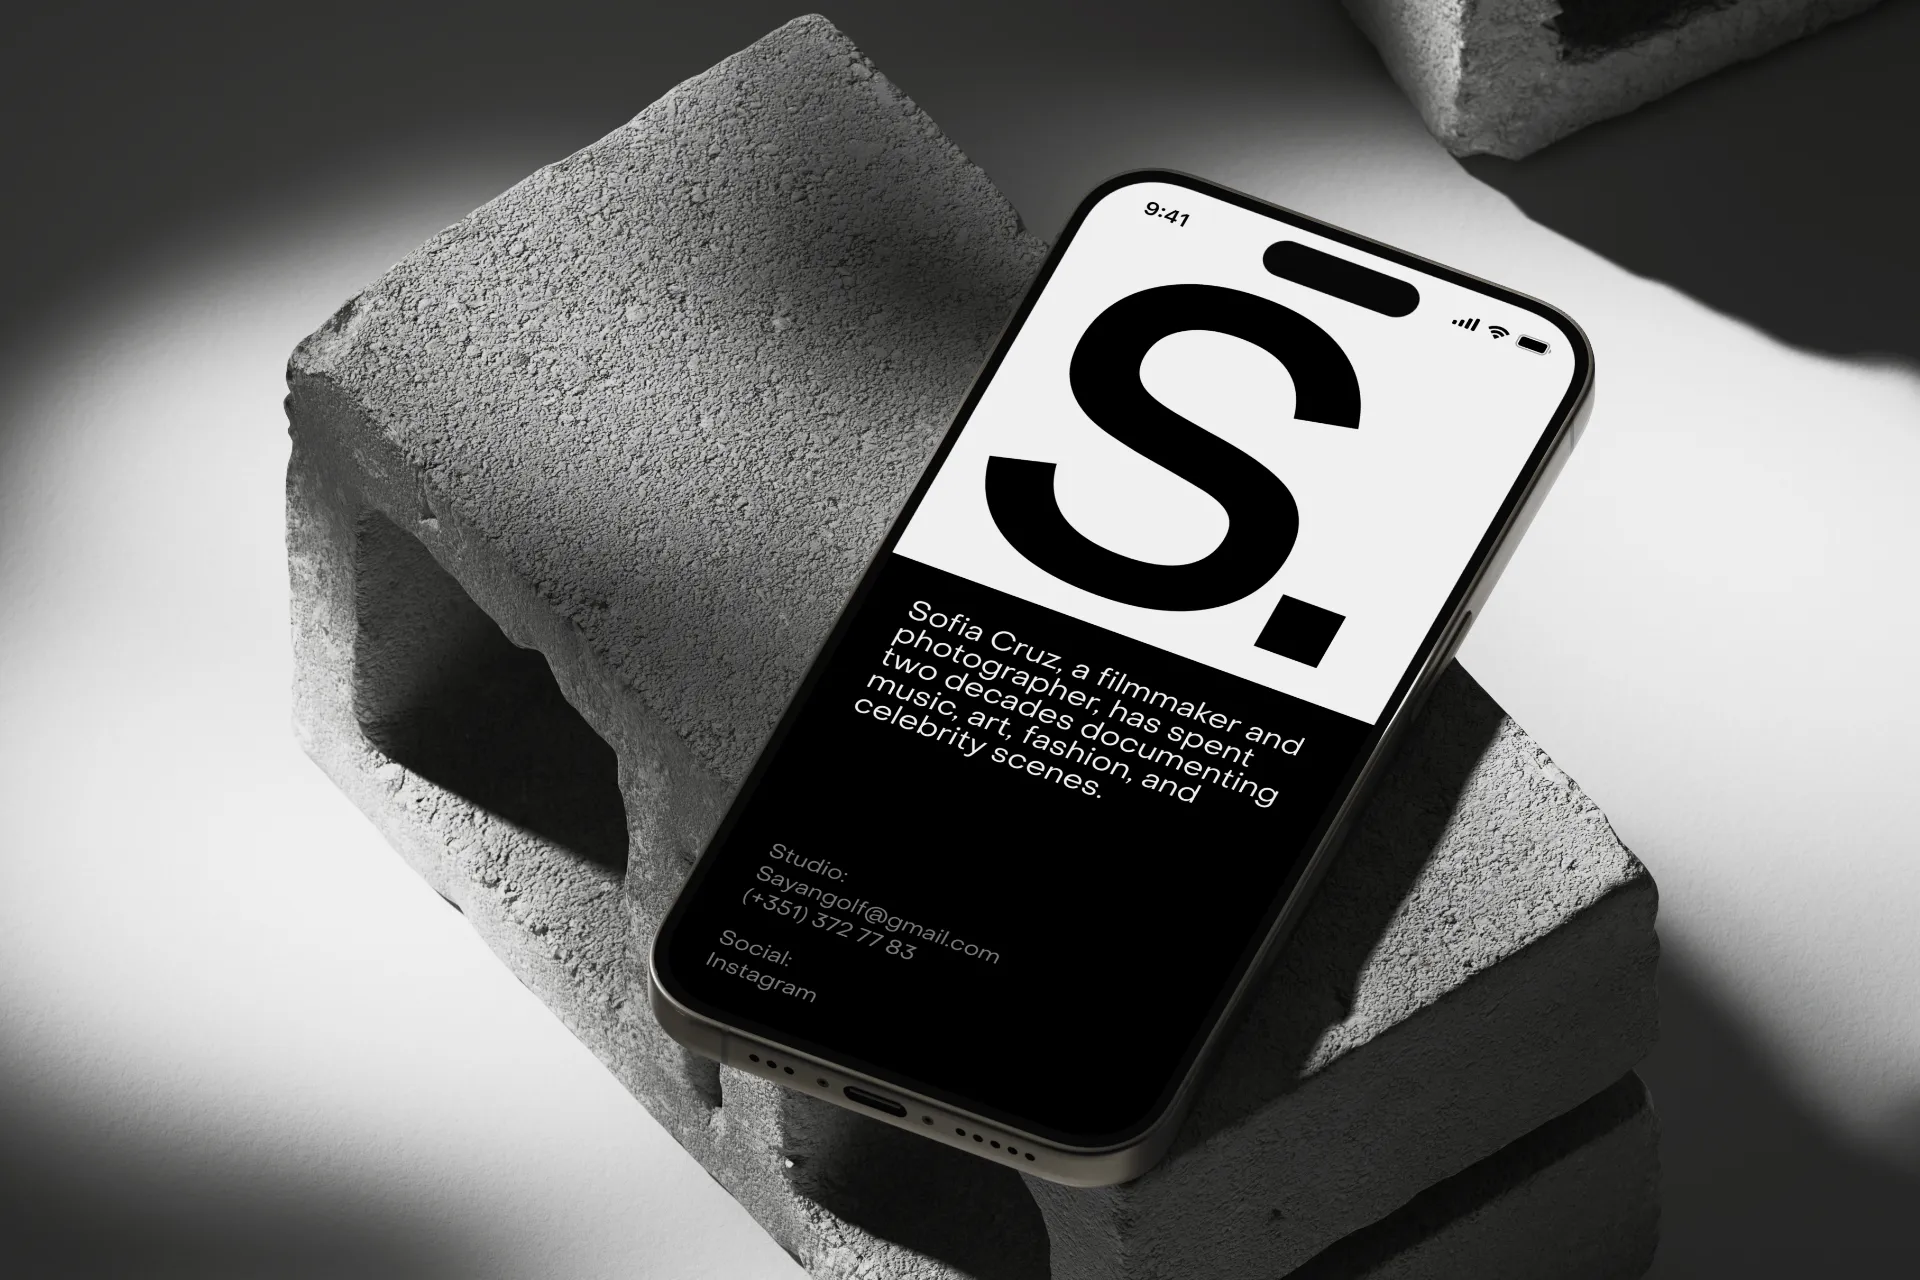 9:41
S.
Sofia Cruz, a filmmaker and
photographer, has spent
two decades documenting
music, art, fashion, and
celebrity scenes.
Studio:
Sayangolf@gmail.com
(+351) 372 77 83
Social:
Instagram